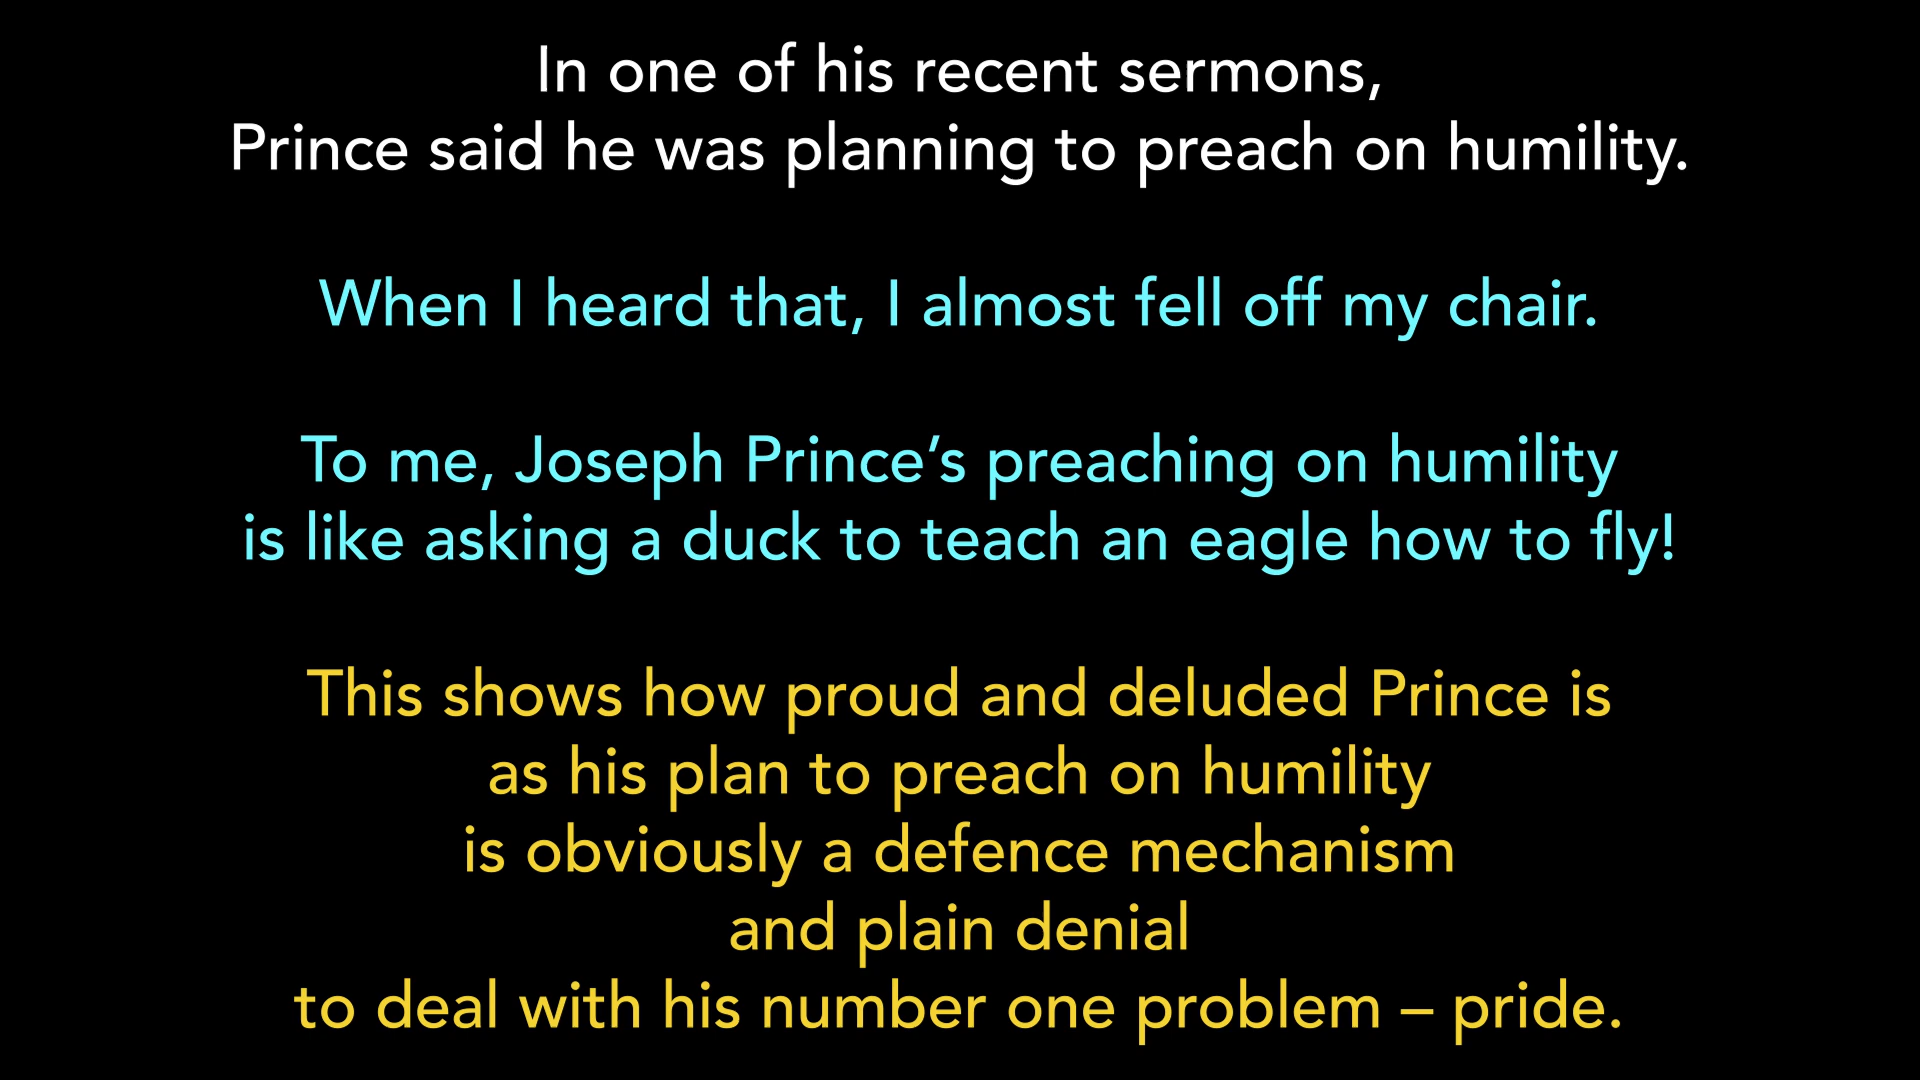 In one of his recent sermons,
Prince said he was planning to preach on humility.
When I heard that, I almost fell off my chair.
To me, Joseph Prince’s preaching on humility
is like asking a duck to teach an eagle how to fly!
This shows how proud and deluded Prince is
as his plan to preach on humility
is obviously a defence mechanism
and plain denial
to deal with his number one problem – pride.